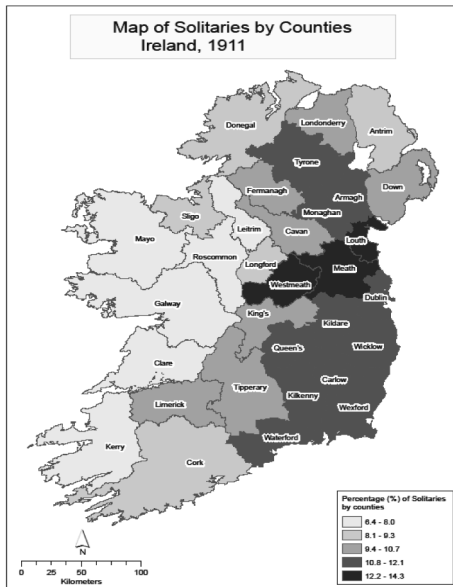 Map of Solitaries by Counties
Ireland, 1911
Donegal
Londonderry
Antrim
Tyrone
Fermanagh
Armagh
Down
Monaghan
Sligo
Cavan
Leitrim
Mayo
Louth
Roscommon
Longford
Meath
Westmeath
Dublin
Galway
King's
Kildare
Queen's
Wicklow
Clare
Carlow
Tipperary
Kilkenny
Limerick
Wexford
Waterford
Kerry
Cork
Percentage (%) of Solitaries
by counties
6.4 - 8.0
8.1 - 9.3
9.4 - 10.7
10.8 - 12.1
12.2 - 14.3
N
0 25 50 100
Kilometers